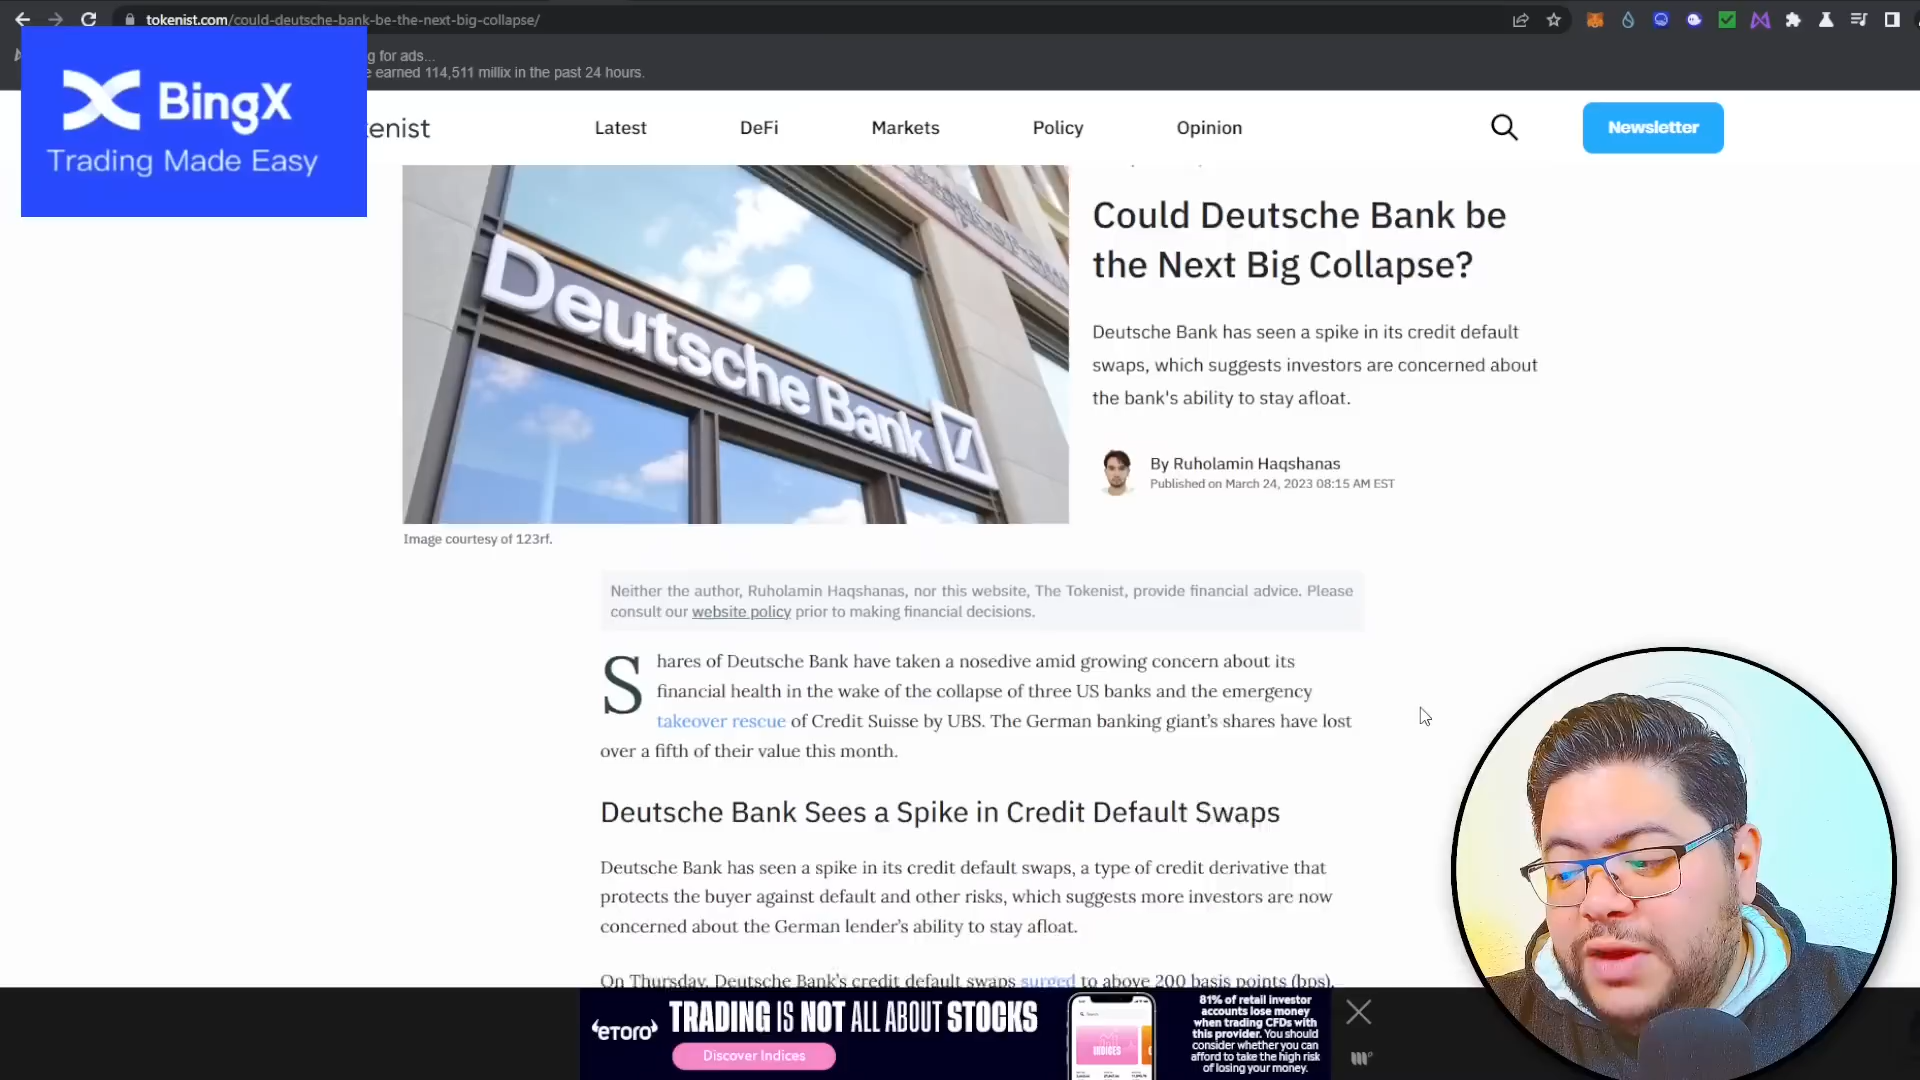 tokenist.com/could-deutsche-bank-be-the-next-big-collapse/
g for ads...
e earned 114,511 millix in the past 24 hours.
BingX
Trading Made Easy
kenist
Latest
DeFi
Markets
Policy
Opinion
Newsletter
Deutsche Bank
Could Deutsche Bank be
the Next Big Collapse?
Deutsche Bank has seen a spike in its credit default
swaps, which suggests investors are concerned about
the bank's ability to stay afloat.
By Ruholamin Haqshanas
Published on March 24, 2023 08:15 AM EST
Image courtesy of 123rf.
Neither the author, Ruholamin Haqshanas, nor this website, The Tokenist, provide financial advice. Please
consult our website policy prior to making financial decisions.
Shares of Deutsche Bank have taken a nosedive amid growing concern about its
financial health in the wake of the collapse of three US banks and the emergency
takeover rescue of Credit Suisse by UBS. The German banking giant's shares have lost
over a fifth of their value this month.
Deutsche Bank Sees a Spike in Credit Default Swaps
Deutsche Bank has seen a spike in its credit default swaps, a type of credit derivative that
protects the buyer against default and other risks, which suggests more investors are now
concerned about the German lender's ability to stay afloat.
On Thursday, Deutsche Bank's credit default swaps surged to above 200 basis points (bps),
eTORO
TRADING IS NOT ALL ABOUT STOCKS
Discover Indices
INDICES
81% of retail investor
accounts lose money
when trading CFDs with
this provider. You should
consider whether you can
afford to take the high risk
of losing your money.